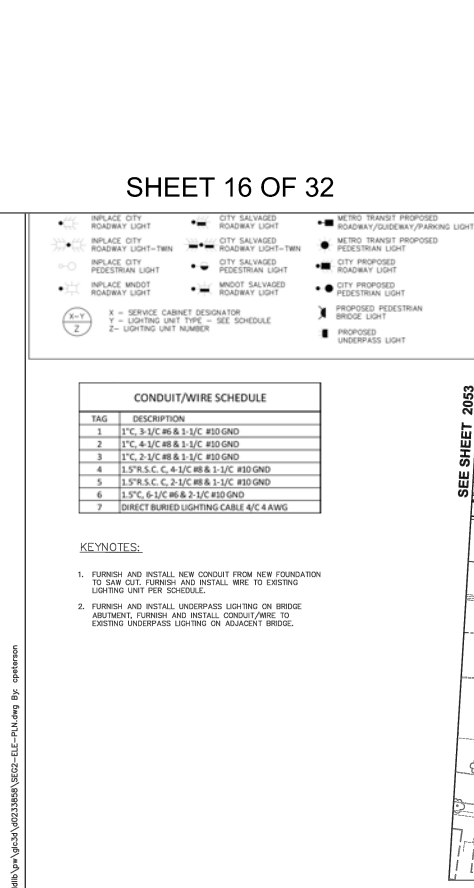 SHEET 16 OF 32
INPLACE CITY
ROADWAY LIGHT
CITY SALVAGED
ROADWAY LIGHT
METRO TRANSIT PROPOSED
ROADWAY/GUIDEWAY/PARKING LIGHT
INPLACE CITY
ROADWAY LIGHT-TWIN
CITY SALVAGED
ROADWAY LIGHT-TWIN
METRO TRANSIT PROPOSED
PEDESTRIAN LIGHT
INPLACE CITY
PEDESTRIAN LIGHT
CITY SALVAGED
PEDESTRIAN LIGHT
CITY PROPOSED
ROADWAY LIGHT
INPLACE MNDOT
ROADWAY LIGHT
MNDOT SALVAGED
ROADWAY LIGHT
CITY PROPOSED
PEDESTRIAN LIGHT
X-Y
Z
X - SERVICE CABINET DESIGNATOR
Y - LIGHTING UNIT TYPE - SEE SCHEDULE
Z- LIGHTING UNIT NUMBER
PROPOSED PEDESTRIAN
BRIDGE LIGHT
PROPOSED
UNDERPASS LIGHT
CONDUIT/WIRE SCHEDULE
TAG DESCRIPTION
1 1"C, 3-1/C #6 & 1-1/C #10 GND
2 1"C, 4-1/C #8 & 1-1/C #10 GND
3 1"C, 2-1/C #8 & 1-1/C #10 GND
4 1.5"R.S.C. C, 4-1/C #8 & 1-1/C #10 GND
5 1.5"R.S.C. C, 2-1/C #8 & 1-1/C #10 GND
6 1.5"C, 6-1/C #6 & 2-1/C #10 GND
7 DIRECT BURIED LIGHTING CABLE 4/C 4 AWG
KEYNOTES:
1. FURNISH AND INSTALL NEW CONDUIT FROM NEW FOUNDATION
TO SAW CUT. FURNISH AND INSTALL WIRE TO EXISTING
LIGHTING UNIT PER SCHEDULE.
2. FURNISH AND INSTALL UNDERPASS LIGHTING ON BRIDGE
ABUTMENT, FURNISH AND INSTALL CONDUIT/WIRE TO
EXISTING UNDERPASS LIGHTING ON ADJACENT BRIDGE.
SEE SHEET 2053
dlib\pw\glc3d\d0233858\SEG2-ELE-PLN.dwg By: cpeterson